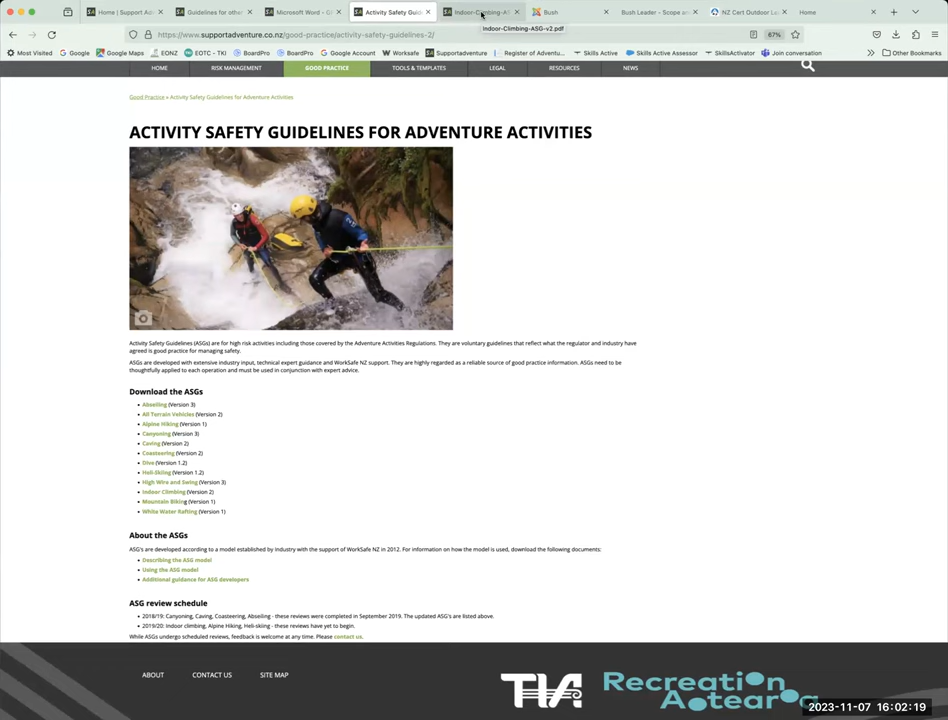 Home | Support Ad
Guidelines for other
Microsoft Word - G
Activity Safety Guid
Indoor-Climbing-AS
Bush
Bush Leader - Scope an
NZ Cert Outdoor Le
Home
https://www.supportadventure.co.nz/good-practice/activity-safety-guidelines-2/
67%
Indoor-Climbing-ASG-v2.pdf
Most Visited
Google
Google Maps
EONZ
EOTC - TKI
BoardPro
Google Account
Worksafe
Supportadventure
Register of Adventu...
Skills Active
Skills Active Assessor
SkillsActivator
Join conversation
Other Bookmarks
HOME
RISK MANAGEMENT
GOOD PRACTICE
TOOLS & TEMPLATES
LEGAL
RESOURCES
NEWS
Good Practice » Activity Safety Guidelines for Adventure Activities
ACTIVITY SAFETY GUIDELINES FOR ADVENTURE ACTIVITIES
Activity Safety Guidelines (ASGs) are for high risk activities including those covered by the Adventure Activities Regulations. They are voluntary guidelines that reflect what the regulator and industry have
agreed is good practice for managing safety.
ASGs are developed with extensive industry input, technical expert guidance and WorkSafe NZ support. They are highly regarded as a reliable source of good practice information. ASGs need to be
thoughtfully applied to each operation and must be used in conjunction with expert advice.
Download the ASGs
• Abseiling (Version 3)
• All Terrain Vehicles (Version 2)
• Alpine Hiking (Version 1)
• Canyoning (Version 3)
• Caving (Version 2)
• Coasteering (Version 2)
• Dive (Version 1.2)
• Heli-Skiing (Version 1.2)
• High Wire and Swing (Version 3)
• Indoor Climbing (Version 2)
• Mountain Biking (Version 1)
• White Water Rafting (Version 1)
About the ASGs
ASG's are developed according to a model established by industry with the support of WorkSafe NZ in 2012. For information on how the model is used, download the following documents:
• Describing the ASG model
• Using the ASG model
• Additional guidance for ASG developers
ASG review schedule
• 2018/19: Canyoning, Caving, Coasteering, Abseiling - these reviews were completed in September 2019. The updated ASG's are listed above.
• 2019/20: Indoor climbing, Alpine Hiking, Heli-skiing - these reviews have yet to begin.
While ASGs undergo scheduled reviews, feedback is welcome at any time. Please contact us.
ABOUT
CONTACT US
SITE MAP
TIA
Recreation
Aotearoa
2023-11-07 16:02:19